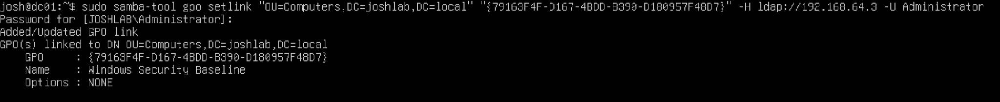 josh@dc01:~$ sudo samba-tool gpo setlink "OU=Computers,DC=joshlab,DC=local" "{79163F4F-D167-4BDD-B390-D180957F48D7}" -H ldap://192.168.64.3 -U Administrator
Password for [JOSHLAB\Administrator]:
Added/Updated GPO link
GPO(s) linked to DN OU=Computers,DC=joshlab,DC=local
    GPO     : {79163F4F-D167-4BDD-B390-D180957F48D7}
    Name    : Windows Security Baseline
    Options : NONE